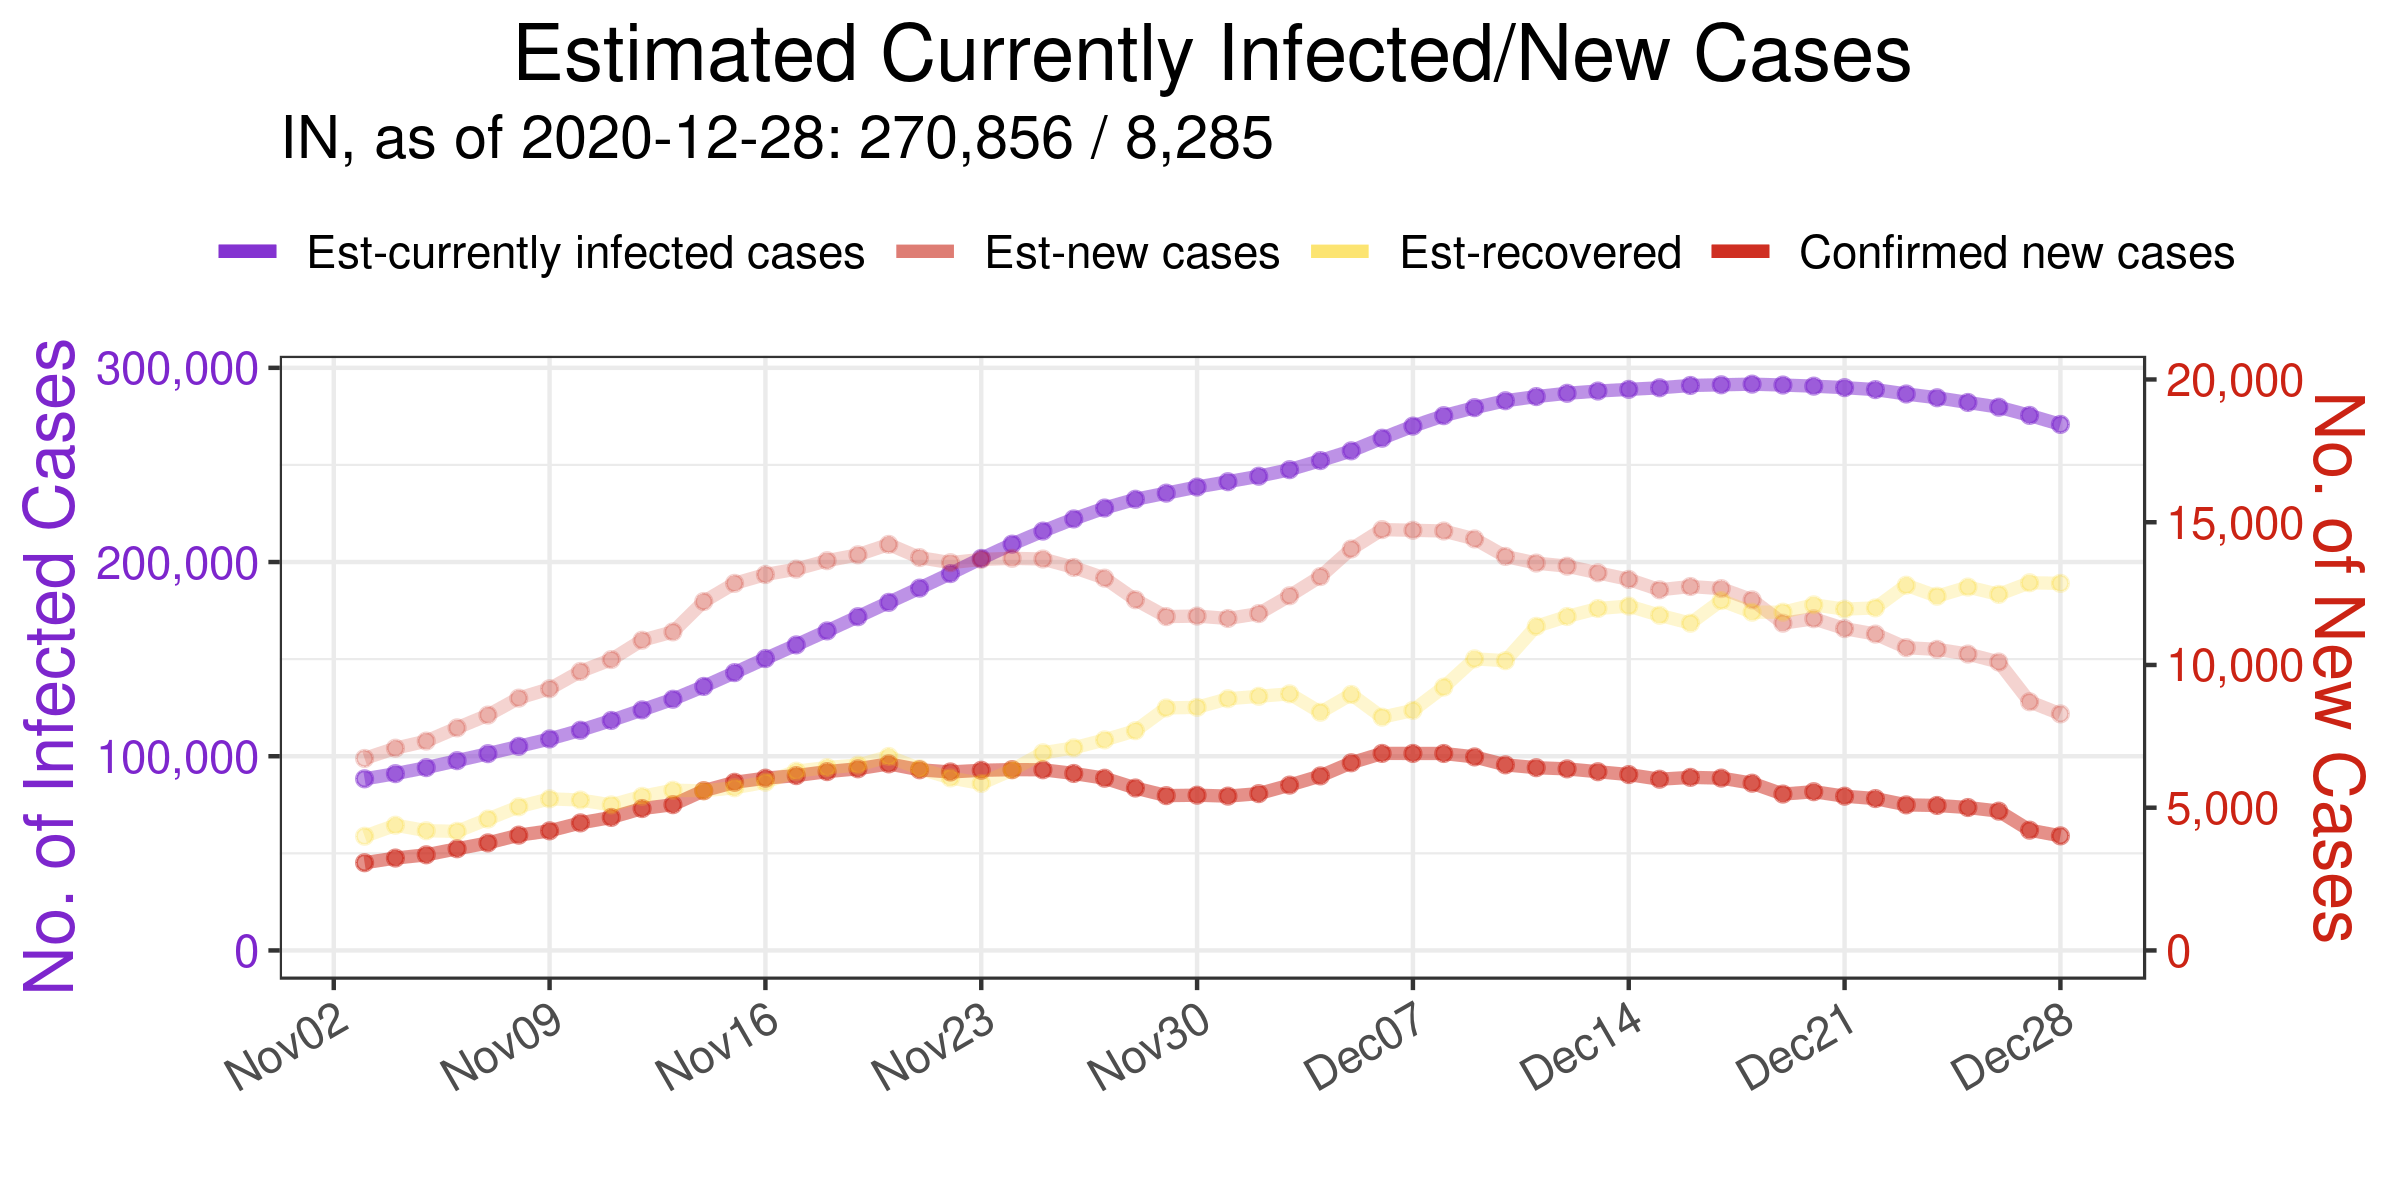 Estimated Currently Infected/New Cases
IN, as of 2020-12-28: 270,856 / 8,285
Est-currently infected cases Est-new cases Est-recovered Confirmed new cases
No. of Infected Cases
300,000
200,000
100,000
0
20,000
15,000
10,000
5,000
0
No. of New Cases
Nov02 Nov09 Nov16 Nov23 Nov30 Dec07 Dec14 Dec21 Dec28